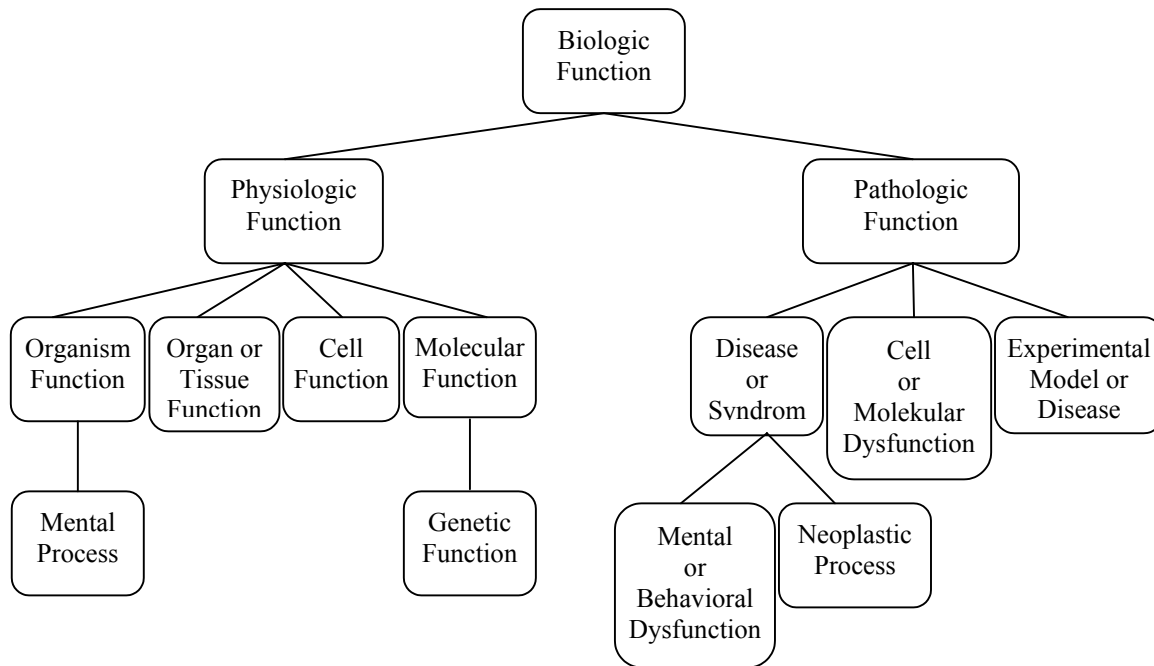 Biologic
Function
Physiologic
Function
Pathologic
Function
Organism
Function
Organ or
Tissue
Function
Cell
Function
Molecular
Function
Disease
or
Syndrom
Cell
or
Molekular
Dysfunction
Experimental
Model or
Disease
Mental
Process
Genetic
Function
Mental
or
Behavioral
Dysfunction
Neoplastic
Process